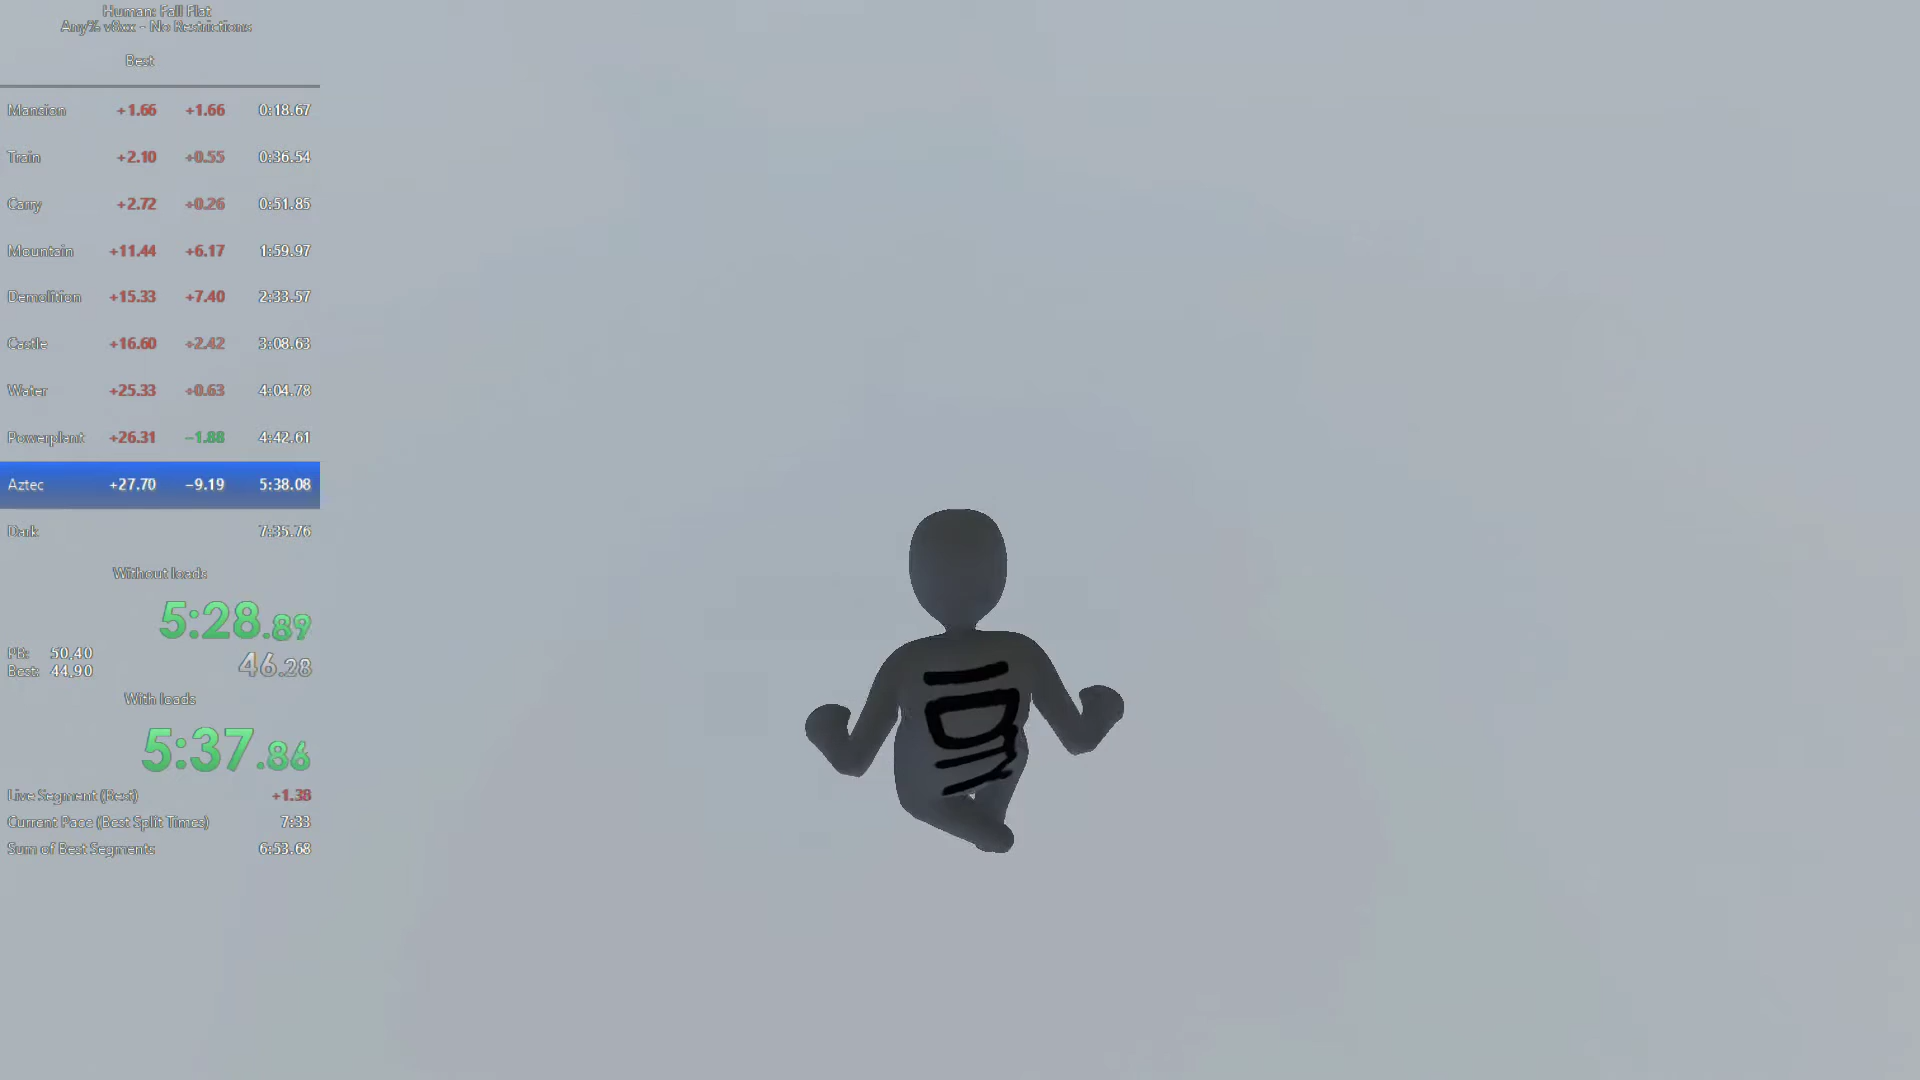 Human: Fall Flat
Any% v8xx - No Restrictions
Best
Mansion +1.66 +1.66 0:18.67
Train +2.10 +0.55 0:36.54
Carry +2.72 +0.26 0:51.85
Mountain +11.44 +6.17 1:59.97
Demolition +15.33 +7.40 2:33.57
Castle +16.60 +2.42 3:08.63
Water +25.33 +0.63 4:04.78
Powerplant +26.31 −1.88 4:42.61
Aztec +27.70 −9.19 5:38.08
Dark 7:35.76
Without loads
5:28.89
PB: 50,40 46.28
Best: 44,90
With loads
5:37.86
Live Segment (Best) +1.38
Current Pace (Best Split Times) 7:33
Sum of Best Segments 6:53.68